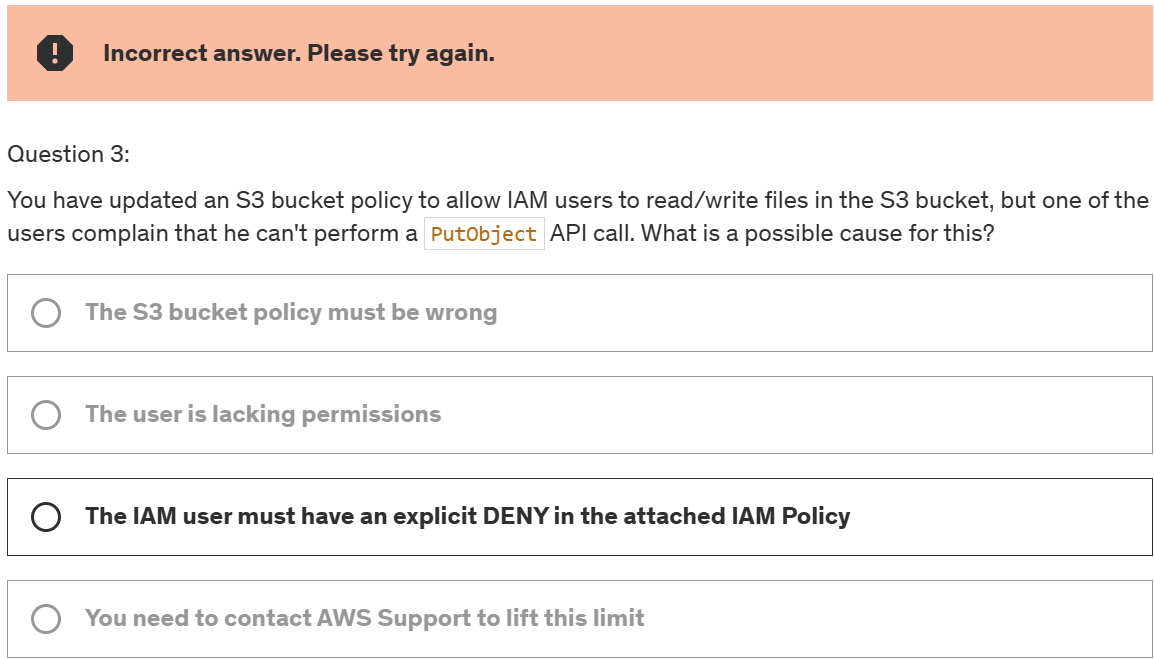 Incorrect answer. Please try again.
Question 3:
You have updated an S3 bucket policy to allow IAM users to read/write files in the S3 bucket, but one of the
users complain that he can't perform a PutObject API call. What is a possible cause for this?
The S3 bucket policy must be wrong
The user is lacking permissions
The IAM user must have an explicit DENY in the attached IAM Policy
You need to contact AWS Support to lift this limit